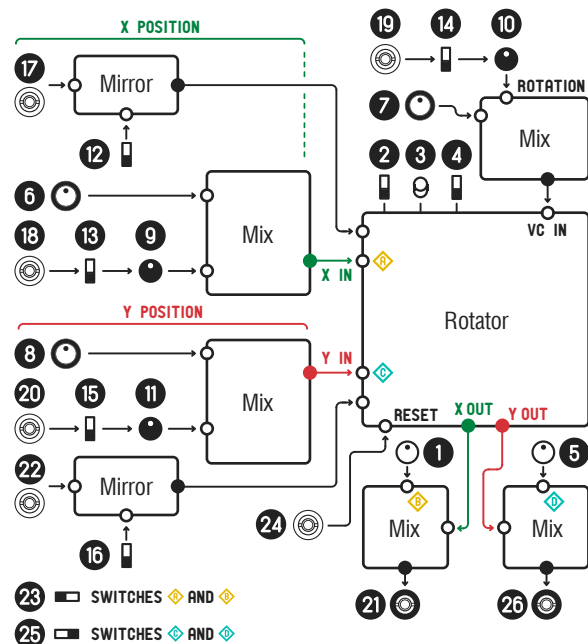 X POSITION
19 14 10
17 Mirror
ROTATION
7
Mix
12
2 3 4
6
VC IN
18 13 9 Mix
A
X IN
Rotator
Y POSITION
8
Y IN
C
20 15 11 Mix
RESET X OUT Y OUT
22
Mirror
1 5
24
B
D
Mix Mix
16
23 SWITCHES A AND B
21 26
25 SWITCHES C AND D